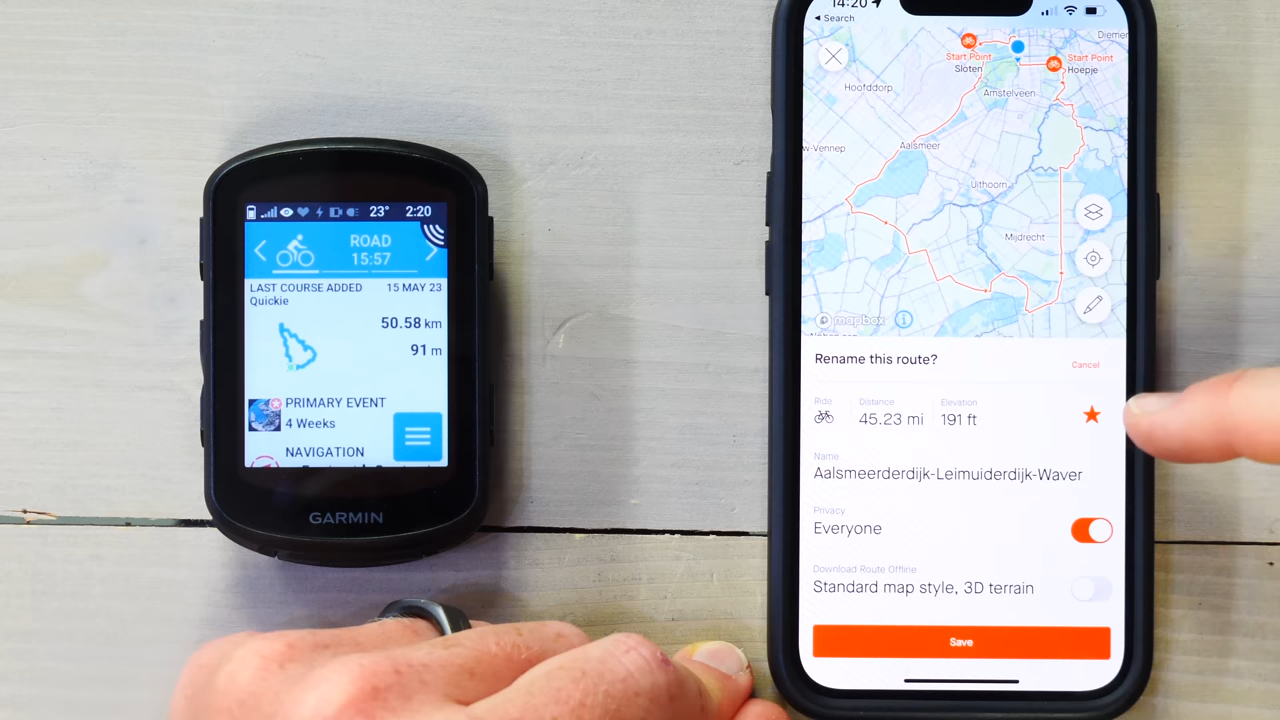 23° 2:20
ROAD
15:57
LAST COURSE ADDED 15 MAY 23
Quickie
50.58 km
91 m
PRIMARY EVENT
4 Weeks
NAVIGATION
GARMIN
14:20
Search
Diemen
Start Point
Sloten
Start Point
Hoepje
Hoofddorp
Amstelveen
w-Vennep
Aalsmeer
Uithoorn
Mijdrecht
mapbox
Rename this route?
Cancel
Ride Distance Elevation
45.23 mi 191 ft
Name
Aalsmeerderdijk-Leimuiderdijk-Waver
Privacy
Everyone
Download Route Offline
Standard map style, 3D terrain
Save